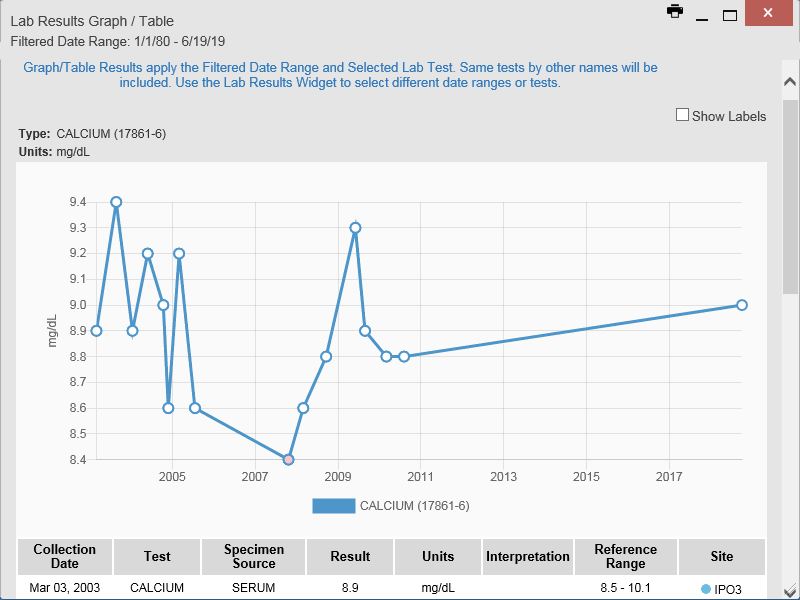 Lab Results Graph / Table
Filtered Date Range: 1/1/80 - 6/19/19
Graph/Table Results apply the Filtered Date Range and Selected Lab Test. Same tests by other names will be
included. Use the Lab Results Widget to select different date ranges or tests.
Show Labels
Type: CALCIUM (17861-6)
Units: mg/dL
9.4
9.3
9.2
9.1
9.0
8.9
8.8
8.7
8.6
8.5
8.4
mg/dL
2005 2007 2009 2011 2013 2015 2017
CALCIUM (17861-6)
Collection Date Test Specimen Source Result Units Interpretation Reference Range Site
Mar 03, 2003 CALCIUM SERUM 8.9 mg/dL 8.5 - 10.1 IPO3